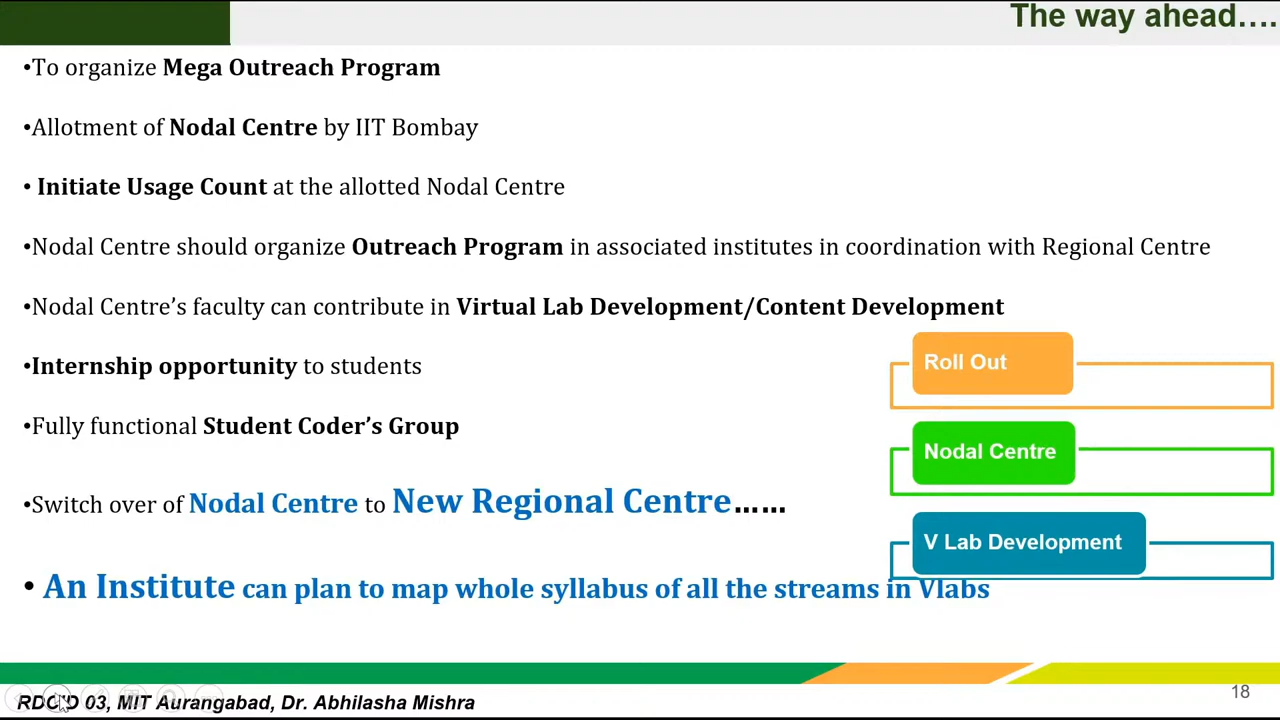 The way ahead….
•To organize Mega Outreach Program
•Allotment of Nodal Centre by IIT Bombay
• Initiate Usage Count at the allotted Nodal Centre
•Nodal Centre should organize Outreach Program in associated institutes in coordination with Regional Centre
•Nodal Centre’s faculty can contribute in Virtual Lab Development/Content Development
•Internship opportunity to students
•Fully functional Student Coder’s Group
•Switch over of Nodal Centre to New Regional Centre……
• An Institute can plan to map whole syllabus of all the streams in Vlabs
Roll Out
Nodal Centre
V Lab Development
03, MIT Aurangabad, Dr. Abhilasha Mishra
18